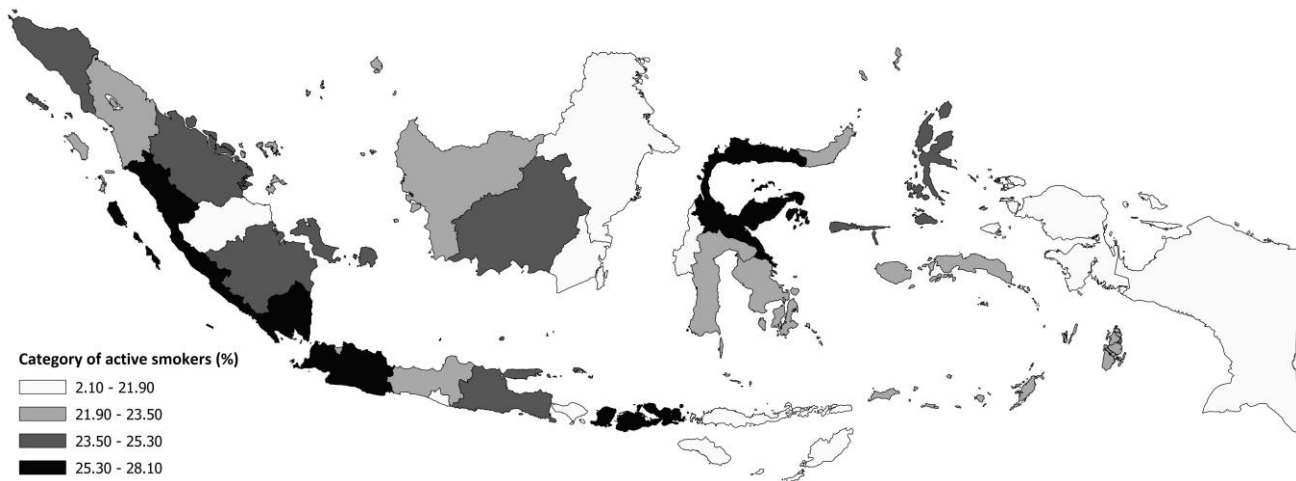 Category of active smokers (%)
2.10 - 21.90
21.90 - 23.50
23.50 - 25.30
25.30 - 28.10